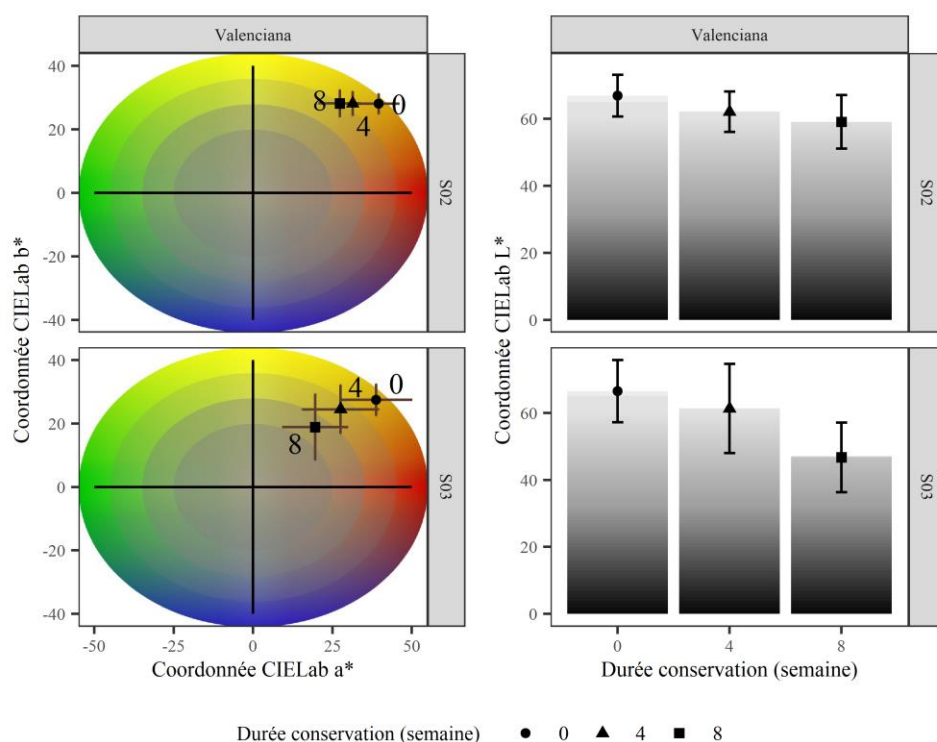 Valenciana
Valenciana
Coordonnée CIELab b*
40
20
0
-20
-40
8
4
0
S02
40
20
0
-20
-40
4
0
8
S03
-50
-25
0
25
50
Coordonnée CIELab a*
Coordonnée CIELab L*
60
40
20
0
S02
60
40
20
0
S03
0
4
8
Durée conservation (semaine)
Durée conservation (semaine) 0 4 8